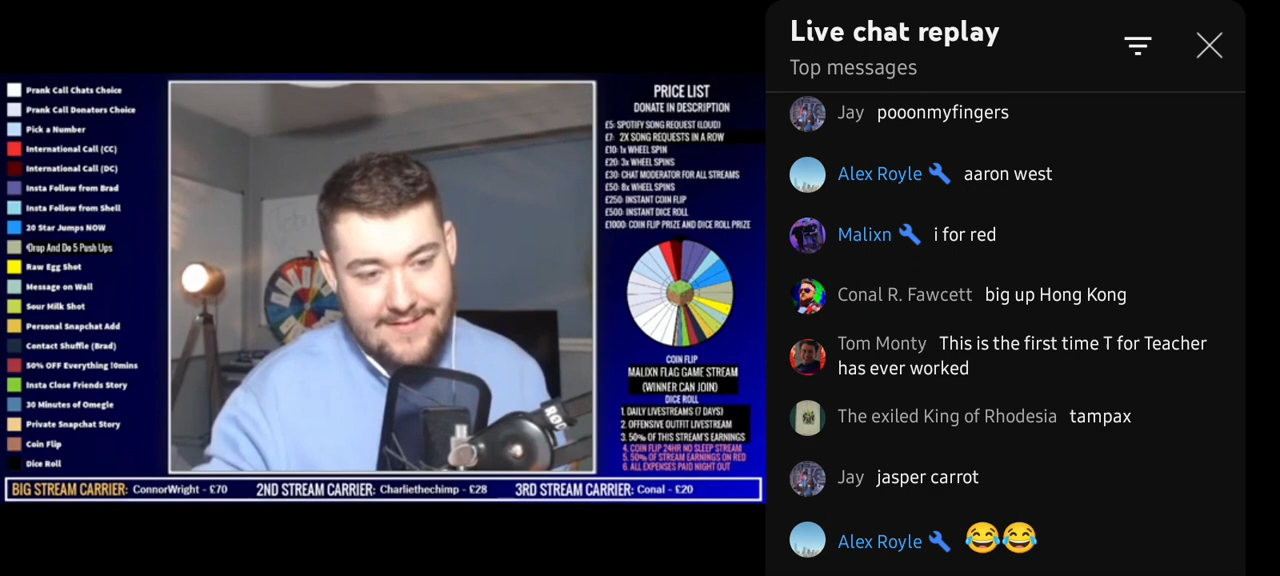 Prank Call Chats Choice
Prank Call Donators Choice
Pick a Number
International Call (CC)
International Call (DC)
Insta Follow from Brad
Insta Follow from Shell
20 Star Jumps NOW
Drop And Do 5 Push Ups
Raw Egg Shot
Message on Wall
Sour Milk Shot
Personal Snapchat Add
Contact Shuffle (Brad)
50% OFF Everything 10mins
Insta Close Friends Story
30 Minutes of Omegle
Private Snapchat Story
Coin Flip
Dice Roll
PRICE LIST
DONATE IN DESCRIPTION
£5: SPOTIFY SONG REQUEST (LOUD)
£7: 2X SONG REQUESTS IN A ROW
£10: 1x WHEEL SPIN
£20: 3x WHEEL SPINS
£30: CHAT MODERATOR FOR ALL STREAMS
£50: 8x WHEEL SPINS
£250: INSTANT COIN FLIP
£500: INSTANT DICE ROLL
£1000: COIN FLIP PRIZE AND DICE ROLL PRIZE
COIN FLIP
MALIXN FLAG GAME STREAM
(WINNER CAN JOIN)
DICE ROLL
1. DAILY LIVESTREAMS (7 DAYS)
2. OFFENSIVE OUTFIT LIVESTREAM
3. 50% OF THIS STREAM'S EARNINGS
4. COIN FLIP 24HR NO SLEEP STREAM
5. 50% OF STREAM EARNINGS ON RED
6. ALL EXPENSES PAID NIGHT OUT
BIG STREAM CARRIER: ConnorWright - £70 2ND STREAM CARRIER: Charliethechimp - £28 3RD STREAM CARRIER: Conal - £20
Live chat replay
Top messages
Jay pooonmyfingers
Alex Royle aaron west
Malixn i for red
Conal R. Fawcett big up Hong Kong
Tom Monty This is the first time T for Teacher
has ever worked
The exiled King of Rhodesia tampax
Jay jasper carrot
Alex Royle 😂😂